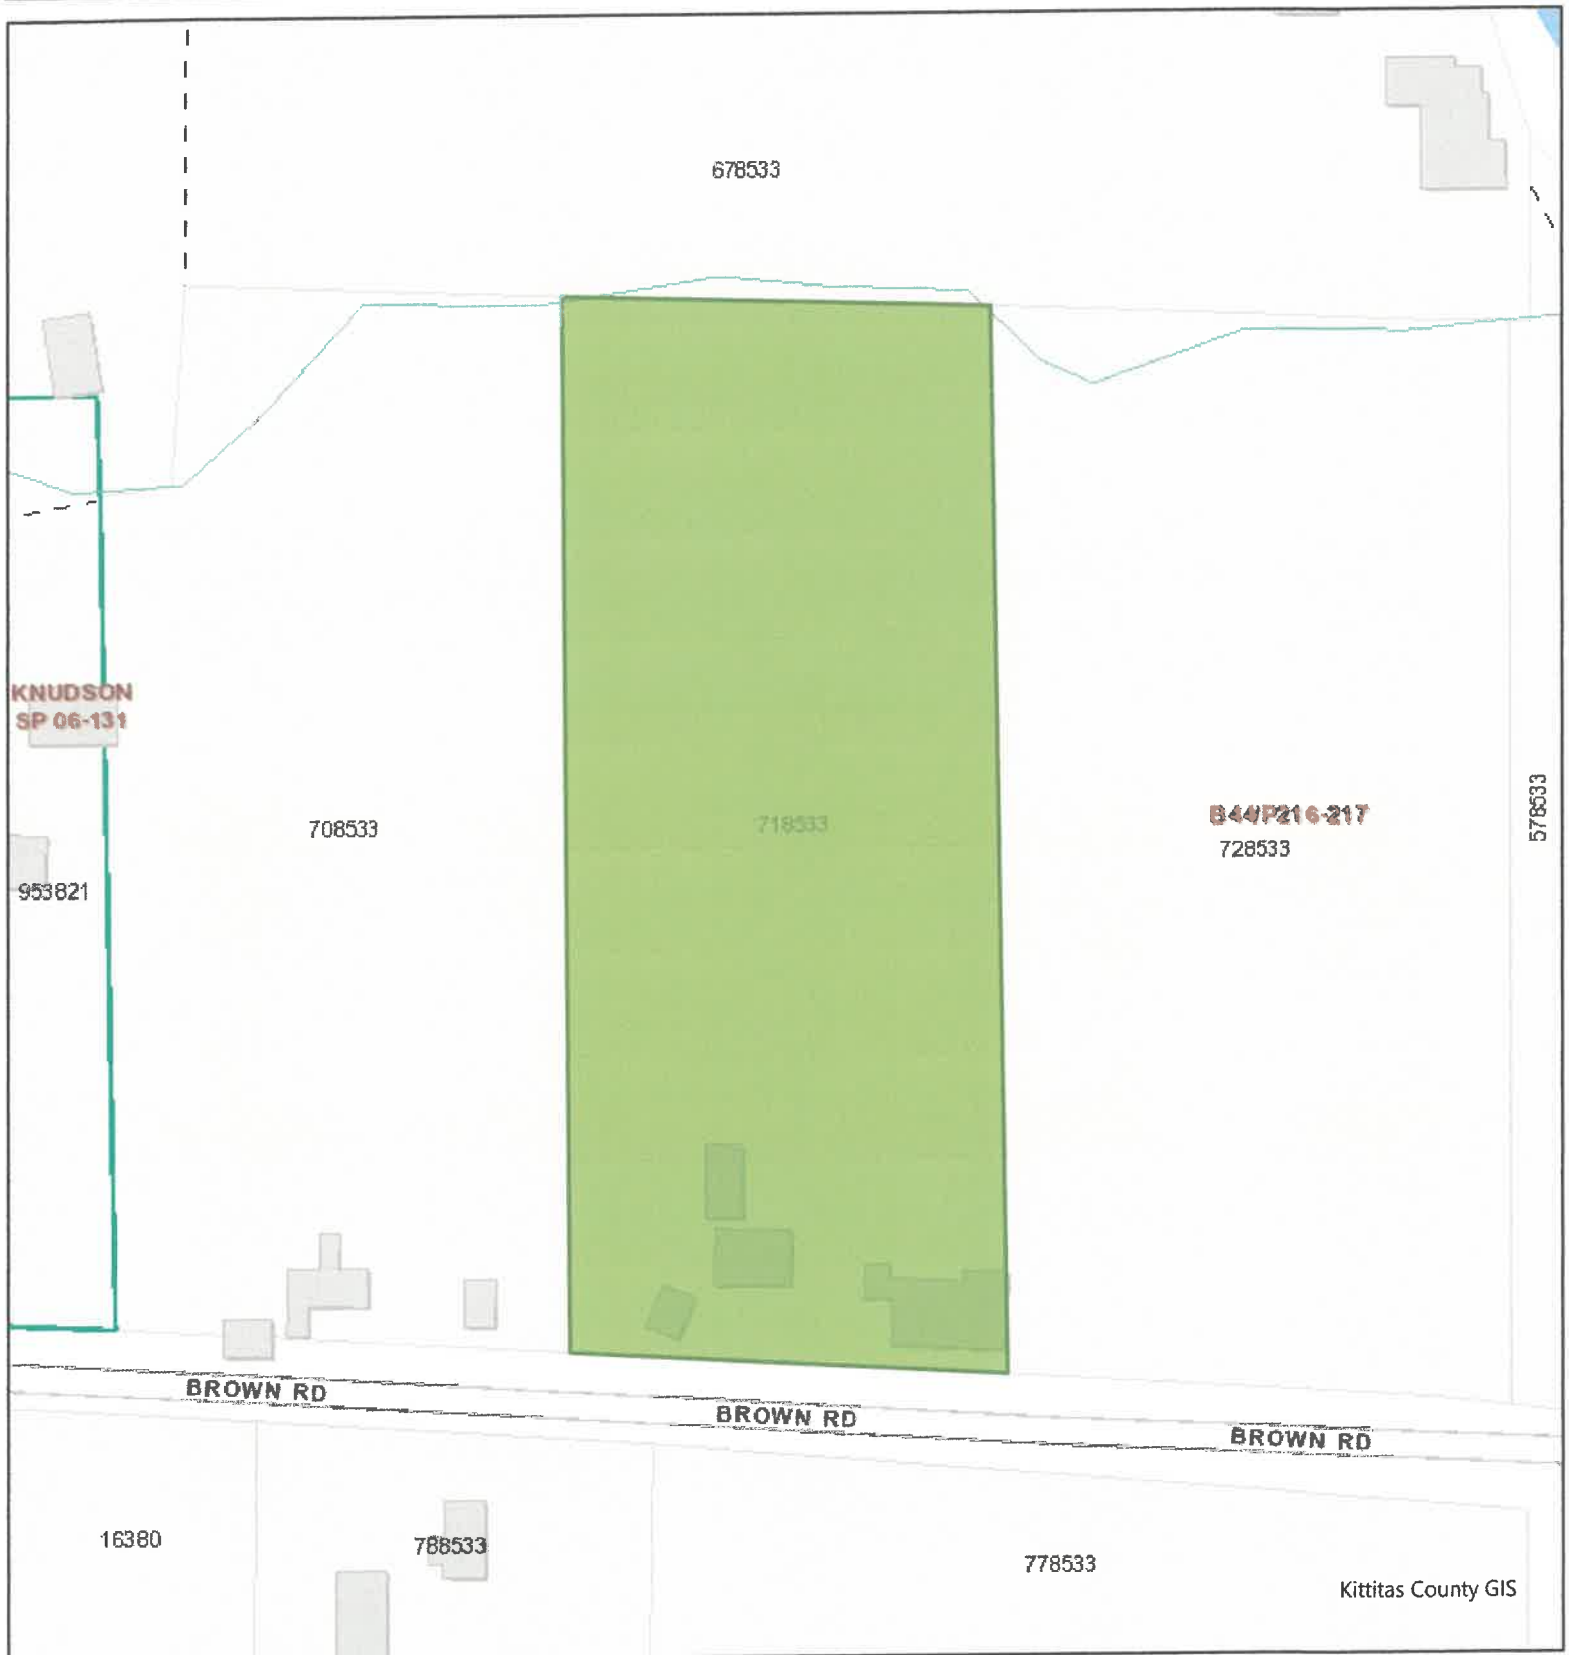 678533
KNUDSON
SP 06-131
708533
718533
B44/P216-217
728533
578533
953821
BROWN RD
BROWN RD
BROWN RD
16380
788533
778533
Kittitas County GIS